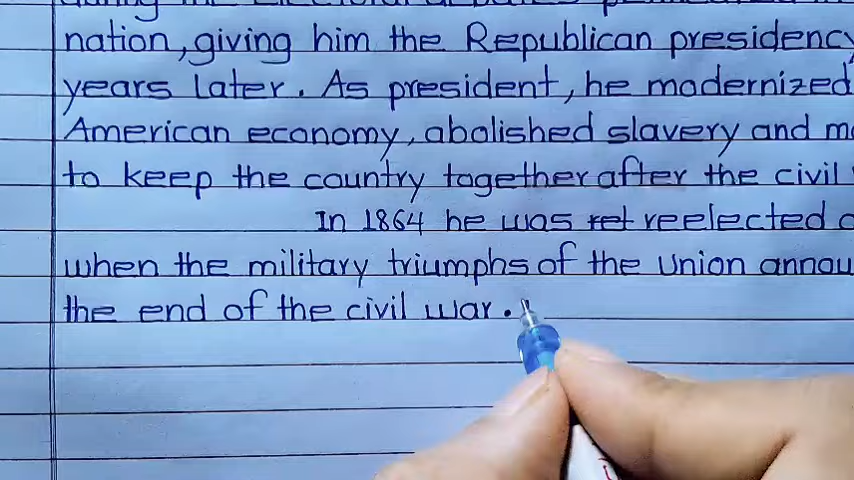 nation, giving him the Republican presidency
years later. As president, he modernized
American economy, abolished slavery and
to keep the country together after the civil
In 1864 he was ret reelected
when the military triumphs of the Union
the end of the civil war.